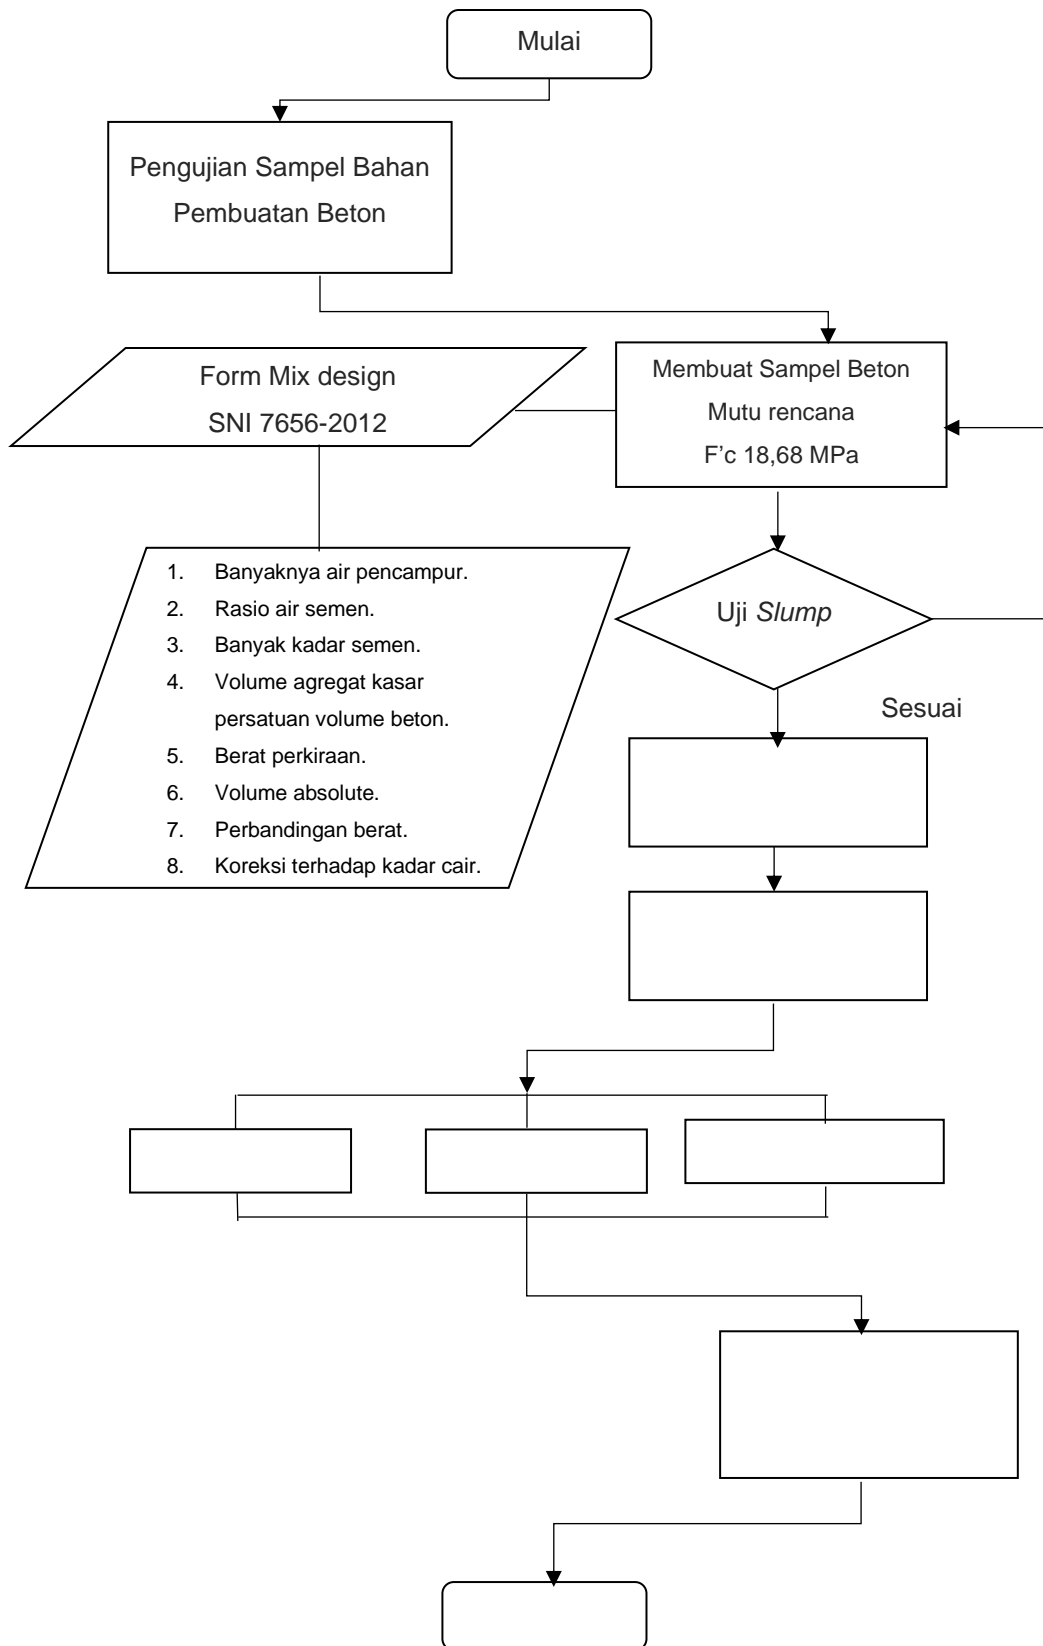 Mulai
Pengujian Sampel Bahan
Pembuatan Beton
Form Mix design
SNI 7656-2012
Membuat Sampel Beton
Mutu rencana
F’c 18,68 MPa
1. Banyaknya air pencampur.
2. Rasio air semen.
3. Banyak kadar semen.
4. Volume agregat kasar
persatuan volume beton.
5. Berat perkiraan.
6. Volume absolute.
7. Perbandingan berat.
8. Koreksi terhadap kadar cair.
Uji Slump
Sesuai